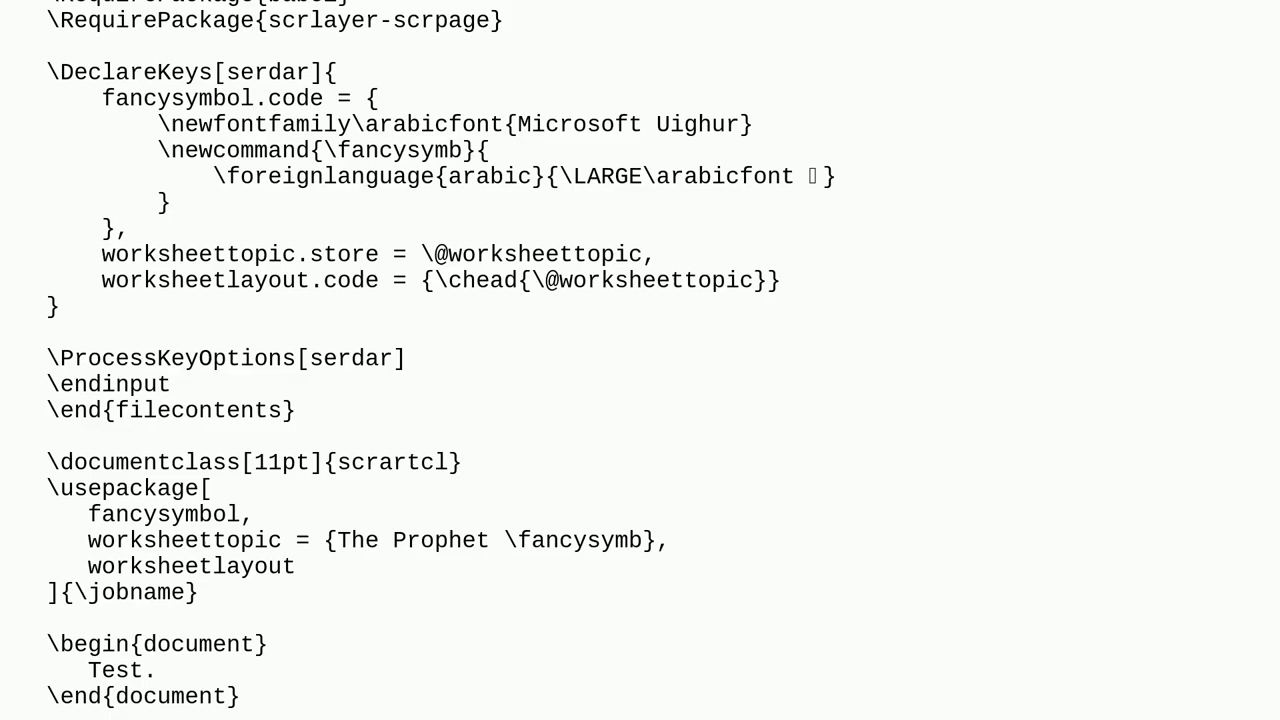 \RequirePackage{babel}
\RequirePackage{scrlayer-scrpage}
\DeclareKeys[serdar]{
fancysymbol.code = {
\newfontfamily\arabicfont{Microsoft Uighur}
\newcommand{\fancysymb}{
\foreignlanguage{arabic}{\LARGE\arabicfont }
}
},
worksheettopic.store = \@worksheettopic,
worksheetlayout.code = {\chead{\@worksheettopic}}
}
\ProcessKeyOptions[serdar]
\endinput
\end{filecontents}
\documentclass[11pt]{scrartcl}
\usepackage[
fancysymbol,
worksheettopic = {The Prophet \fancysymb},
worksheetlayout
]{\jobname}
\begin{document}
Test.
\end{document}